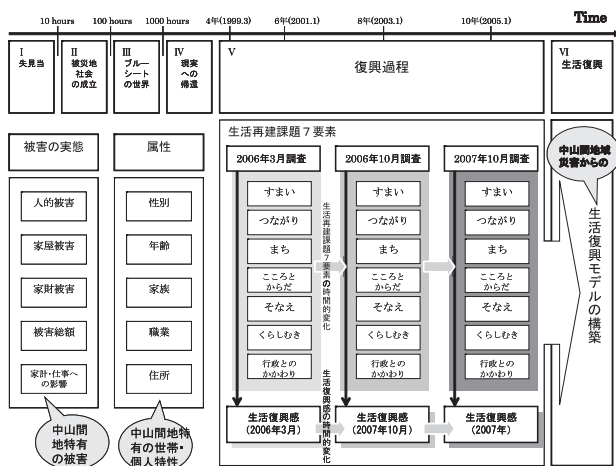 Time
10 hours
100 hours
1000 hours
4年(1999.3)
6年(2001.1)
8年(2003.1)
10年(2005.1)
I
失見当
II
被災地
社会
の成立
III
ブルー
シート
の世界
IV
現実
への
帰還
V
復興過程
VI
生活復興
被害の実態
人的被害
家屋被害
家財被害
被害総額
家計・仕事へ
の影響
中山間
地特有
の被害
属性
性別
年齢
家族
職業
住所
中山間地特
有の世帯・
個人特性
生活再建課題7要素
2006年3月調査
すまい
つながり
まち
こころと
からだ
そなえ
くらしむき
行政との
かかわり
生活復興感
(2006年3月)
生活再建課題7要素の時間的変化
生活復興感の時間的変化
2006年10月調査
すまい
つながり
まち
こころと
からだ
そなえ
くらしむき
行政との
かかわり
生活復興感
(2007年10月)
2007年10月調査
すまい
つながり
まち
こころと
からだ
そなえ
くらしむき
行政との
かかわり
生活復興感
(2007年)
中山間地域
災害からの
生活復興モデルの構築